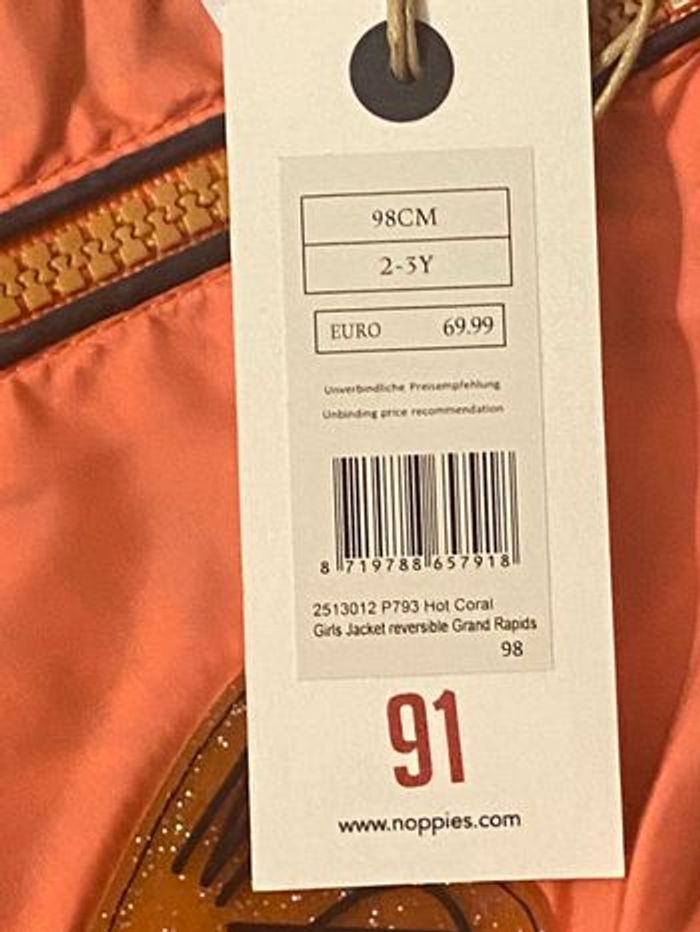 98CM
2-3Y
EURO 69.99
Unverbindliche Preisempfehlung
Unbinding price recommendation
8 719788 657918
2513012 P793 Hot Coral
Girls Jacket reversible Grand Rapids
98
91
www.noppies.com